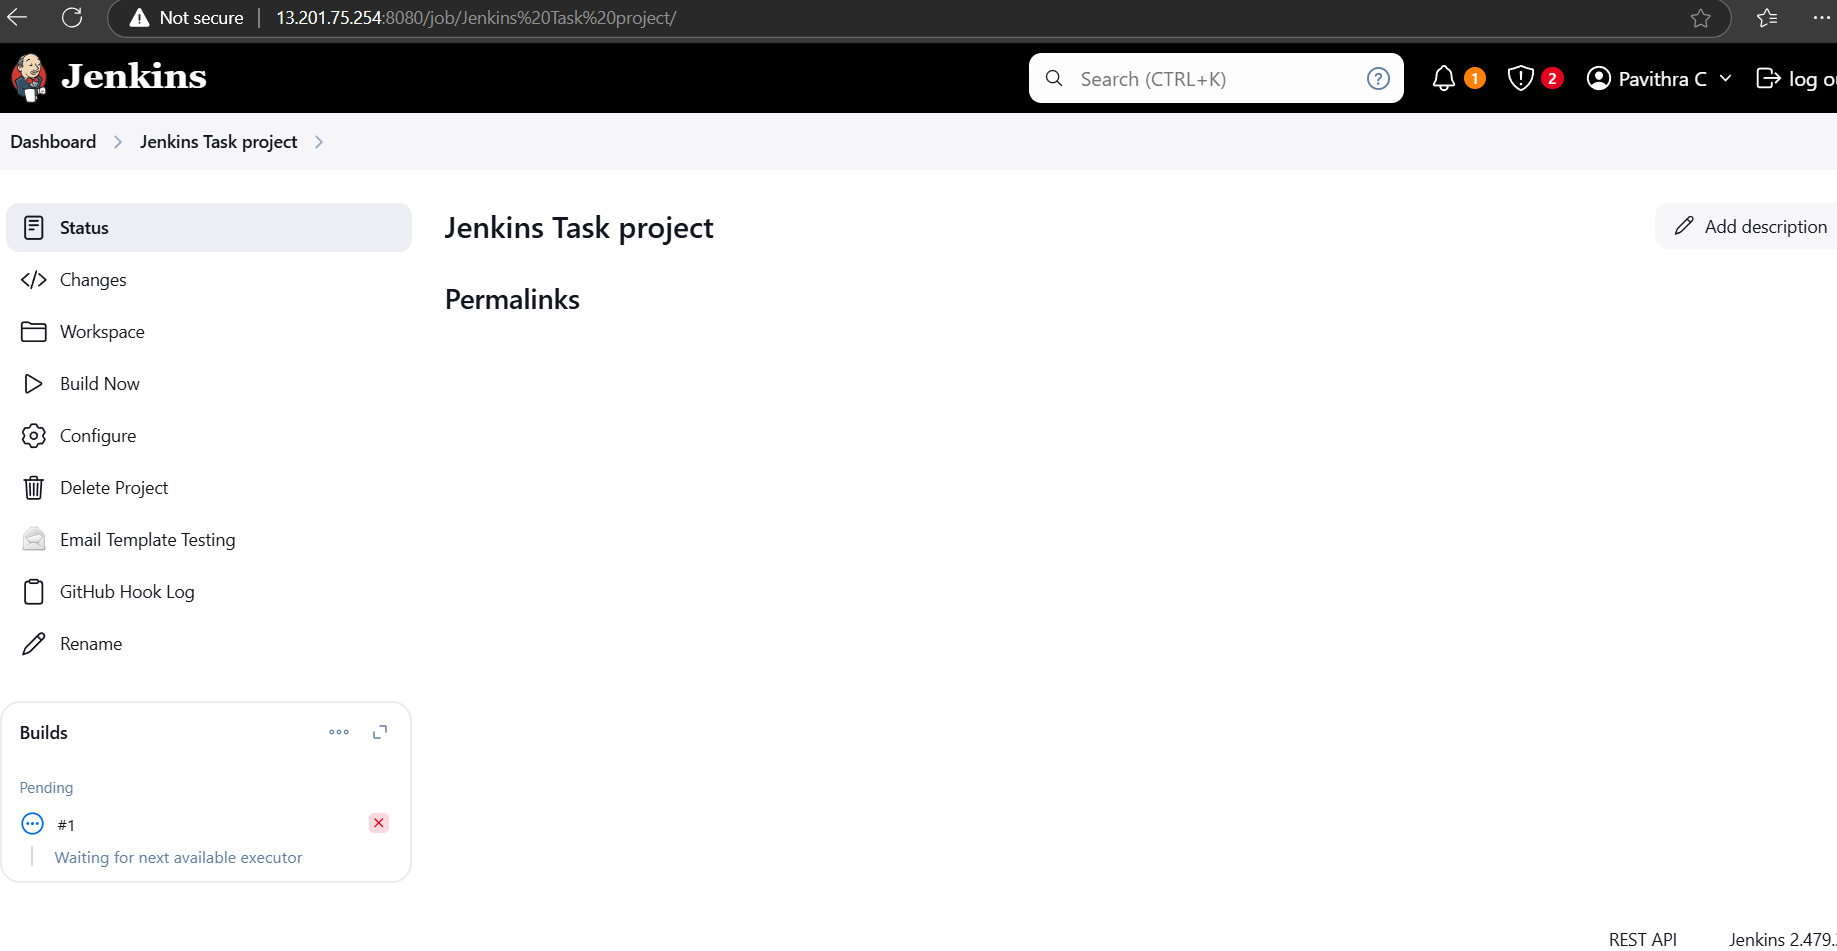 Not secure | 13.201.75.254:8080/job/Jenkins%20Task%20project/
Jenkins
Search (CTRL+K)
?
1
2
Pavithra C
log o
Dashboard
Jenkins Task project
Status
Changes
Workspace
Build Now
Configure
Delete Project
Email Template Testing
GitHub Hook Log
Rename
Jenkins Task project
Add description
Permalinks
Builds
Pending
#1
Waiting for next available executor
REST API
Jenkins 2.479.